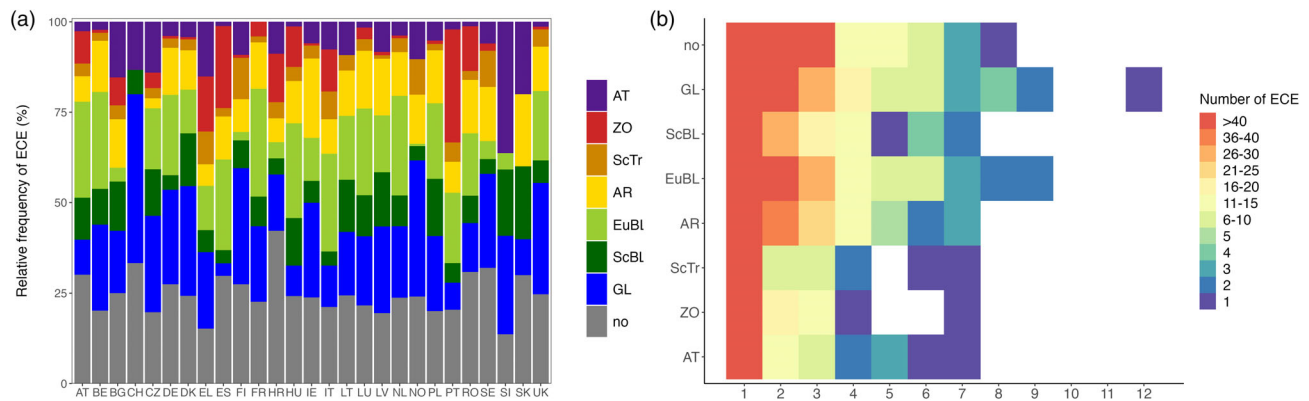 (a)
Relative frequency of ECE (%)
100
75
50
25
0
AT BE BG CH CZ DE DK EL ES FI FR HR HU IE IT LT LU LV NL NO PL PT RO SE SI SK UK
AT
ZO
ScTr
AR
EuBL
ScBL
GL
no
(b)
no
GL
ScBL
EuBL
AR
ScTr
ZO
AT
1 2 3 4 5 6 7 8 9 10 11 12
Number of ECE
>40
36-40
26-30
21-25
16-20
11-15
6-10
5
4
3
2
1